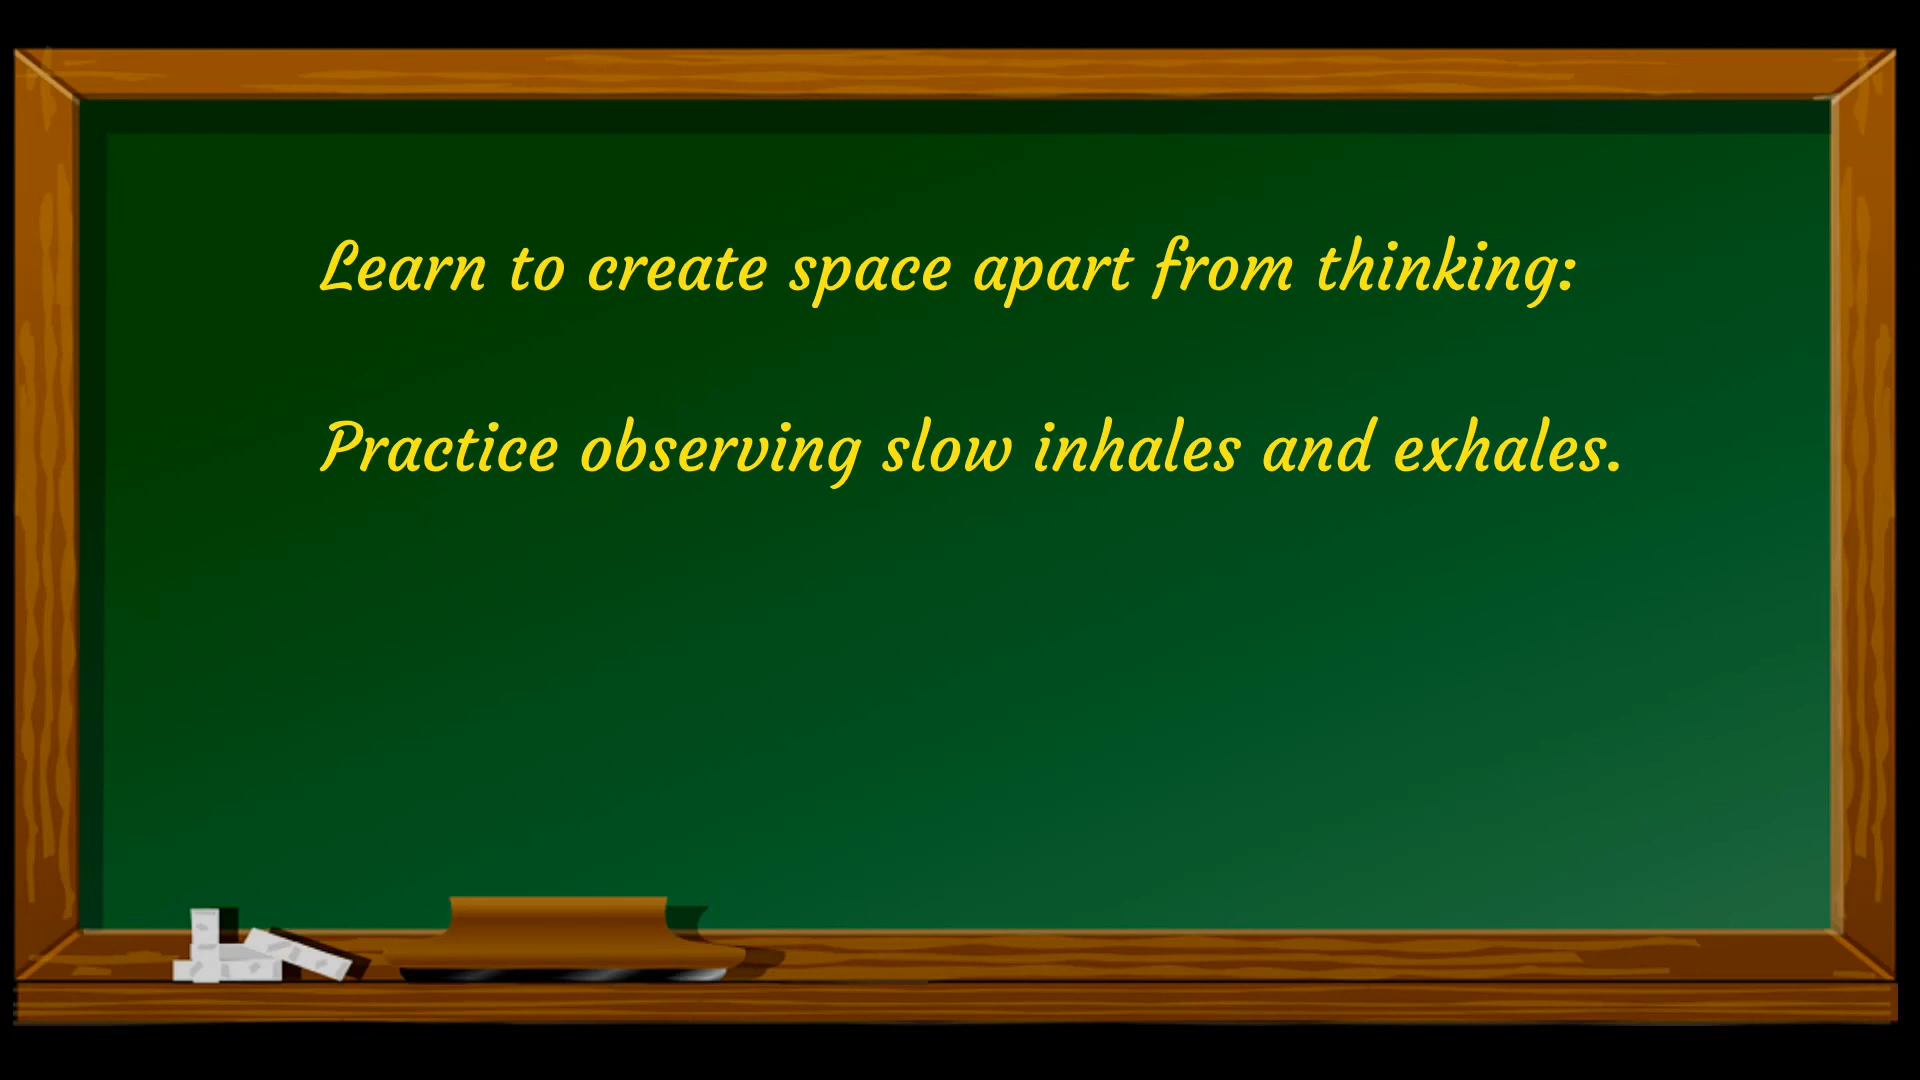 Learn to create space apart from thinking:
Practice observing slow inhales and exhales.